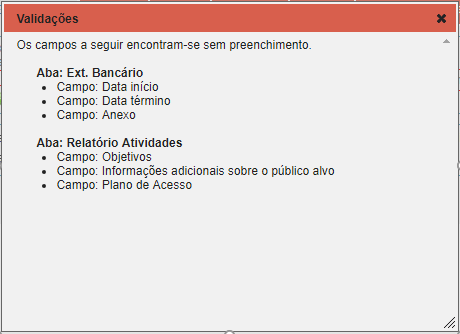 Validações
Os campos a seguir encontram-se sem preenchimento.
Aba: Ext. Bancário
Campo: Data início
Campo: Data término
Campo: Anexo
Aba: Relatório Atividades
Campo: Objetivos
Campo: Informações adicionais sobre o público alvo
Campo: Plano de Acesso